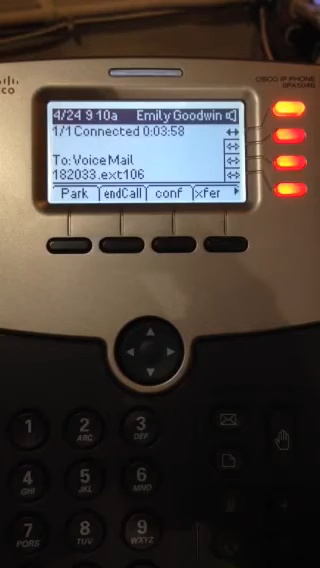 CISCO IP PHONE
SPA504G
CO
4/24 9 10a Emily Goodwin
1/1 Connected 0:03:58
To: Voice Mail
182033.ext106
Park endCall conf xfer
1 2 ABC 3 DEF
4 GHI 5 JKL 6 MNO
7 PQRS 8 TUV 9 WXYZ